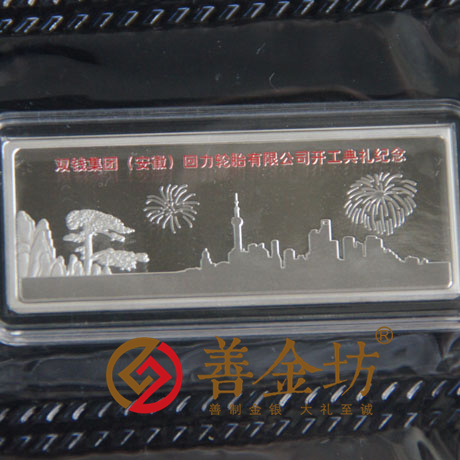 双钱集团（安徽）回力轮胎有限公司开工典礼纪念
善金坊®
善制金银 大礼至诚